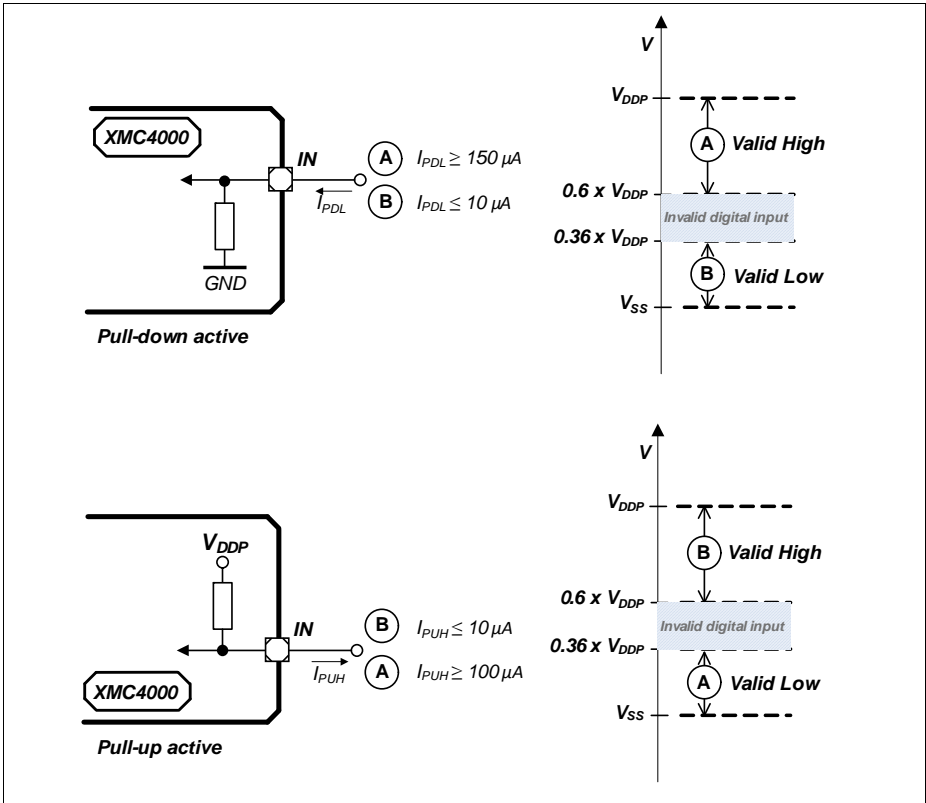 XMC4000
IN
A I_PDL ≥ 150 μA
I_PDL
B I_PDL ≤ 10 μA
GND
Pull-down active
V
V_DDP
A Valid High
0.6 x V_DDP
Invalid digital input
0.36 x V_DDP
B Valid Low
V_SS
V_DDP
IN
B I_PUH ≤ 10 μA
I_PUH
A I_PUH ≥ 100 μA
XMC4000
Pull-up active
V
V_DDP
B Valid High
0.6 x V_DDP
Invalid digital input
0.36 x V_DDP
A Valid Low
V_SS